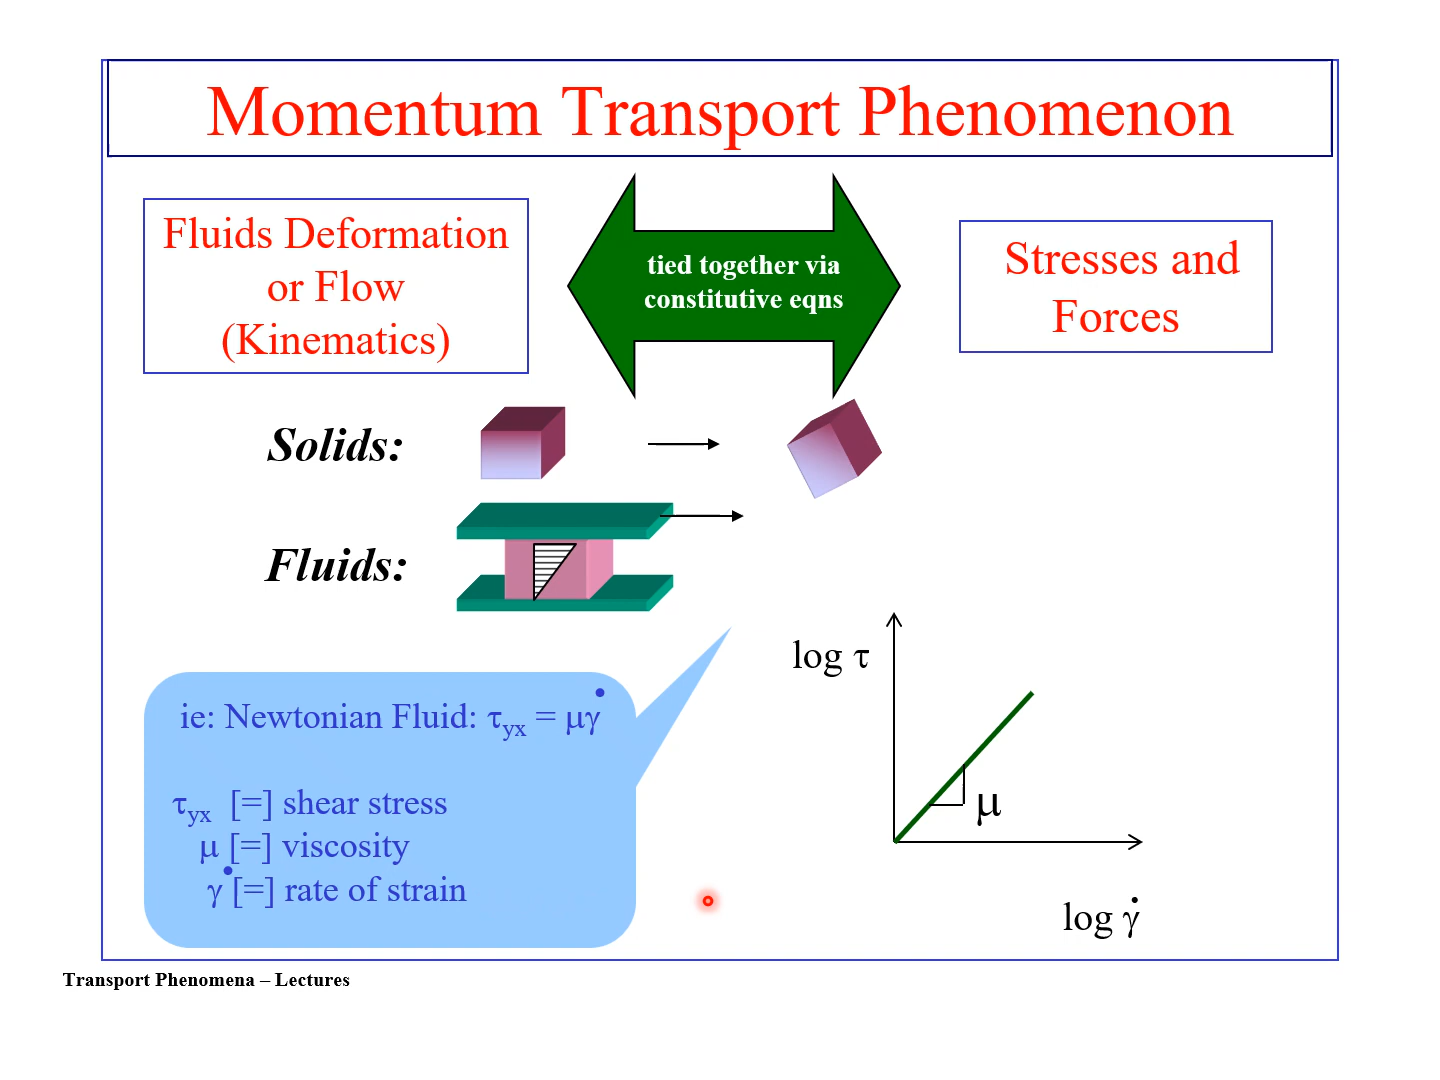 Momentum Transport Phenomenon
Fluids Deformation
or Flow
(Kinematics)
tied together via
constitutive eqns
Stresses and
Forces
Solids:
Fluids:
ie: Newtonian Fluid: τyx = μγ̇
τyx [=] shear stress
μ [=] viscosity
γ̇ [=] rate of strain
log τ
μ
log γ̇
Transport Phenomena – Lectures